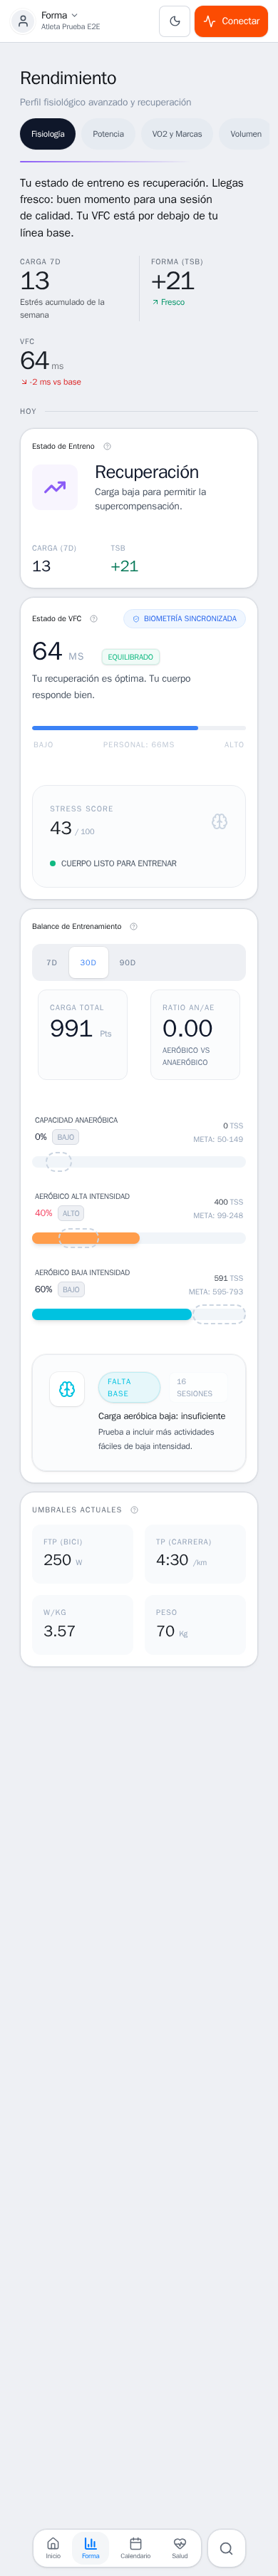 Forma
Atleta Prueba E2E
Conectar
Rendimiento
Perfil fisiológico avanzado y recuperación
Fisiología
Potencia
VO2 y Marcas
Volumen
Tu estado de entreno es recuperación. Llegas
fresco: buen momento para una sesión
de calidad. Tu VFC está por debajo de tu
línea base.
CARGA 7D
13
Estrés acumulado de la
semana
FORMA (TSB)
+21
Fresco
VFC
64 ms
-2 ms vs base
HOY
Estado de Entreno
Recuperación
Carga baja para permitir la
supercompensación.
CARGA (7D)
13
TSB
+21
Estado de VFC
BIOMETRÍA SINCRONIZADA
64 MS
EQUILIBRADO
Tu recuperación es óptima. Tu cuerpo
responde bien.
BAJO
PERSONAL: 66MS
ALTO
STRESS SCORE
43 / 100
CUERPO LISTO PARA ENTRENAR
Balance de Entrenamiento
7D
30D
90D
CARGA TOTAL
991 Pts
RATIO AN/AE
0.00
AERÓBICO VS
ANAERÓBICO
CAPACIDAD ANAERÓBICA
0% BAJO
0 TSS
META: 50-149
AERÓBICO ALTA INTENSIDAD
40% ALTO
400 TSS
META: 99-248
AERÓBICO BAJA INTENSIDAD
60% BAJO
591 TSS
META: 595-793
FALTA
BASE
16
SESIONES
Carga aeróbica baja: insuficiente
Prueba a incluir más actividades
fáciles de baja intensidad.
UMBRALES ACTUALES
FTP (BICI)
250 W
TP (CARRERA)
4:30 /km
W/KG
3.57
PESO
70 Kg
Inicio
Forma
Calendario
Salud